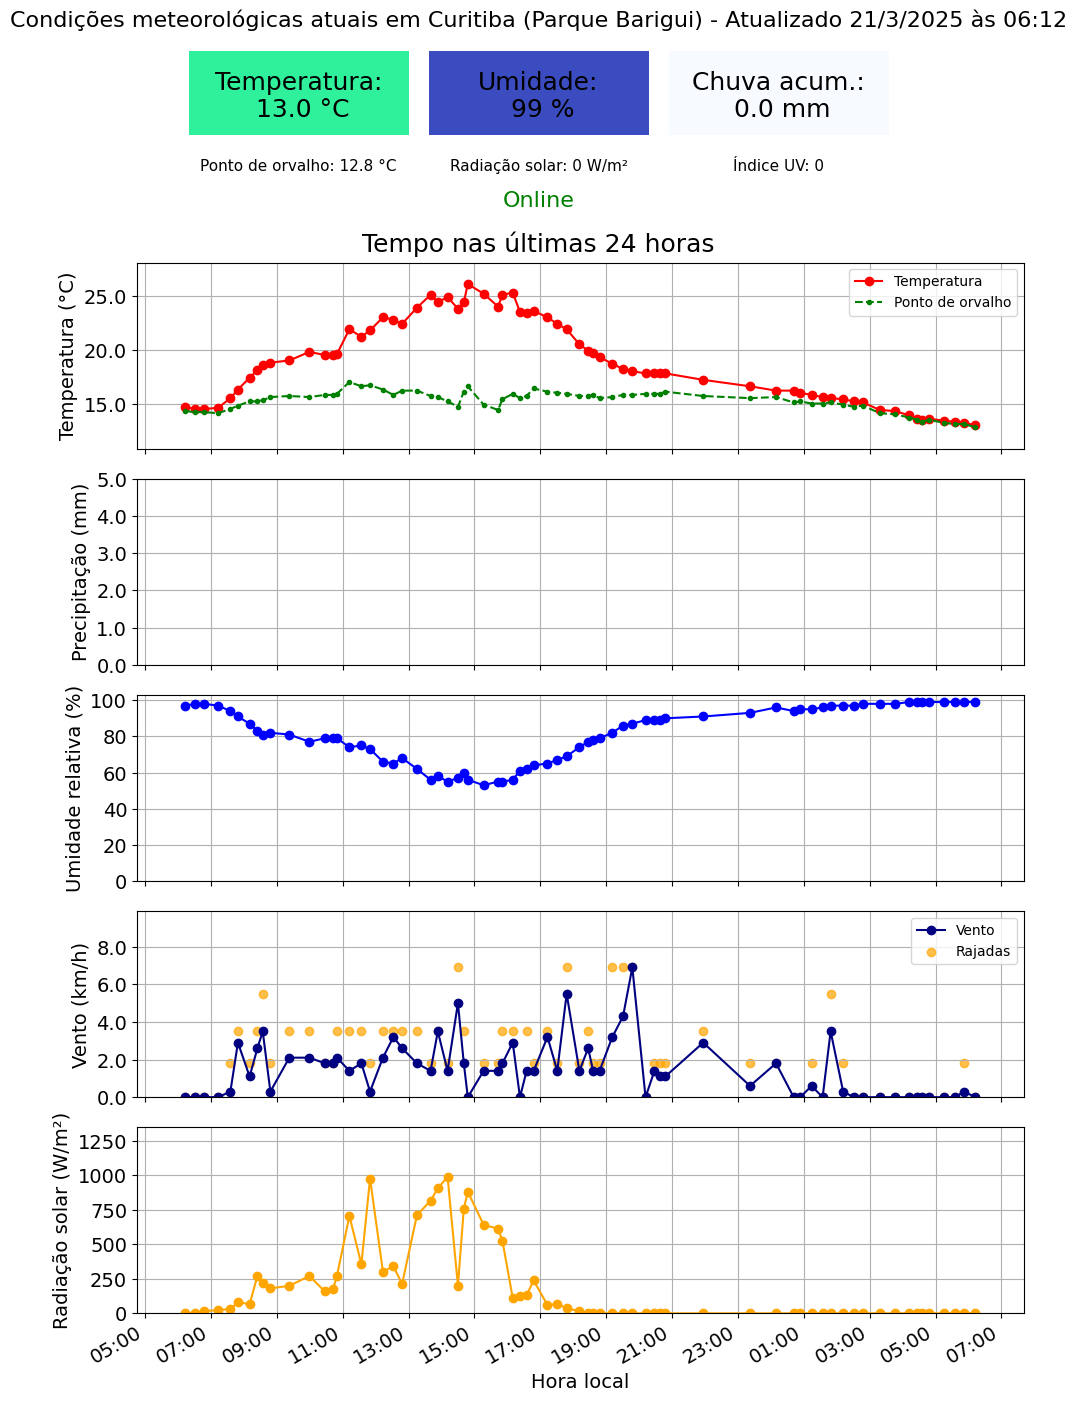 Condições meteorológicas atuais em Curitiba (Parque Barigui) - Atualizado 21/3/2025 às 06:12
Temperatura:
13.0 °C
Umidade:
99 %
Chuva acum.:
0.0 mm
Ponto de orvalho: 12.8 °C
Radiação solar: 0 W/m²
Índice UV: 0
Online
Tempo nas últimas 24 horas
Temperatura (°C)
25.0
20.0
15.0
Temperatura
Ponto de orvalho
Precipitação (mm)
5.0
4.0
3.0
2.0
1.0
0.0
Umidade relativa (%)
100
80
60
40
20
0
Vento (km/h)
8.0
6.0
4.0
2.0
0.0
Vento
Rajadas
Radiação solar (W/m²)
1250
1000
750
500
250
0
05:00
07:00
09:00
11:00
13:00
15:00
17:00
19:00
21:00
23:00
01:00
03:00
05:00
07:00
Hora local